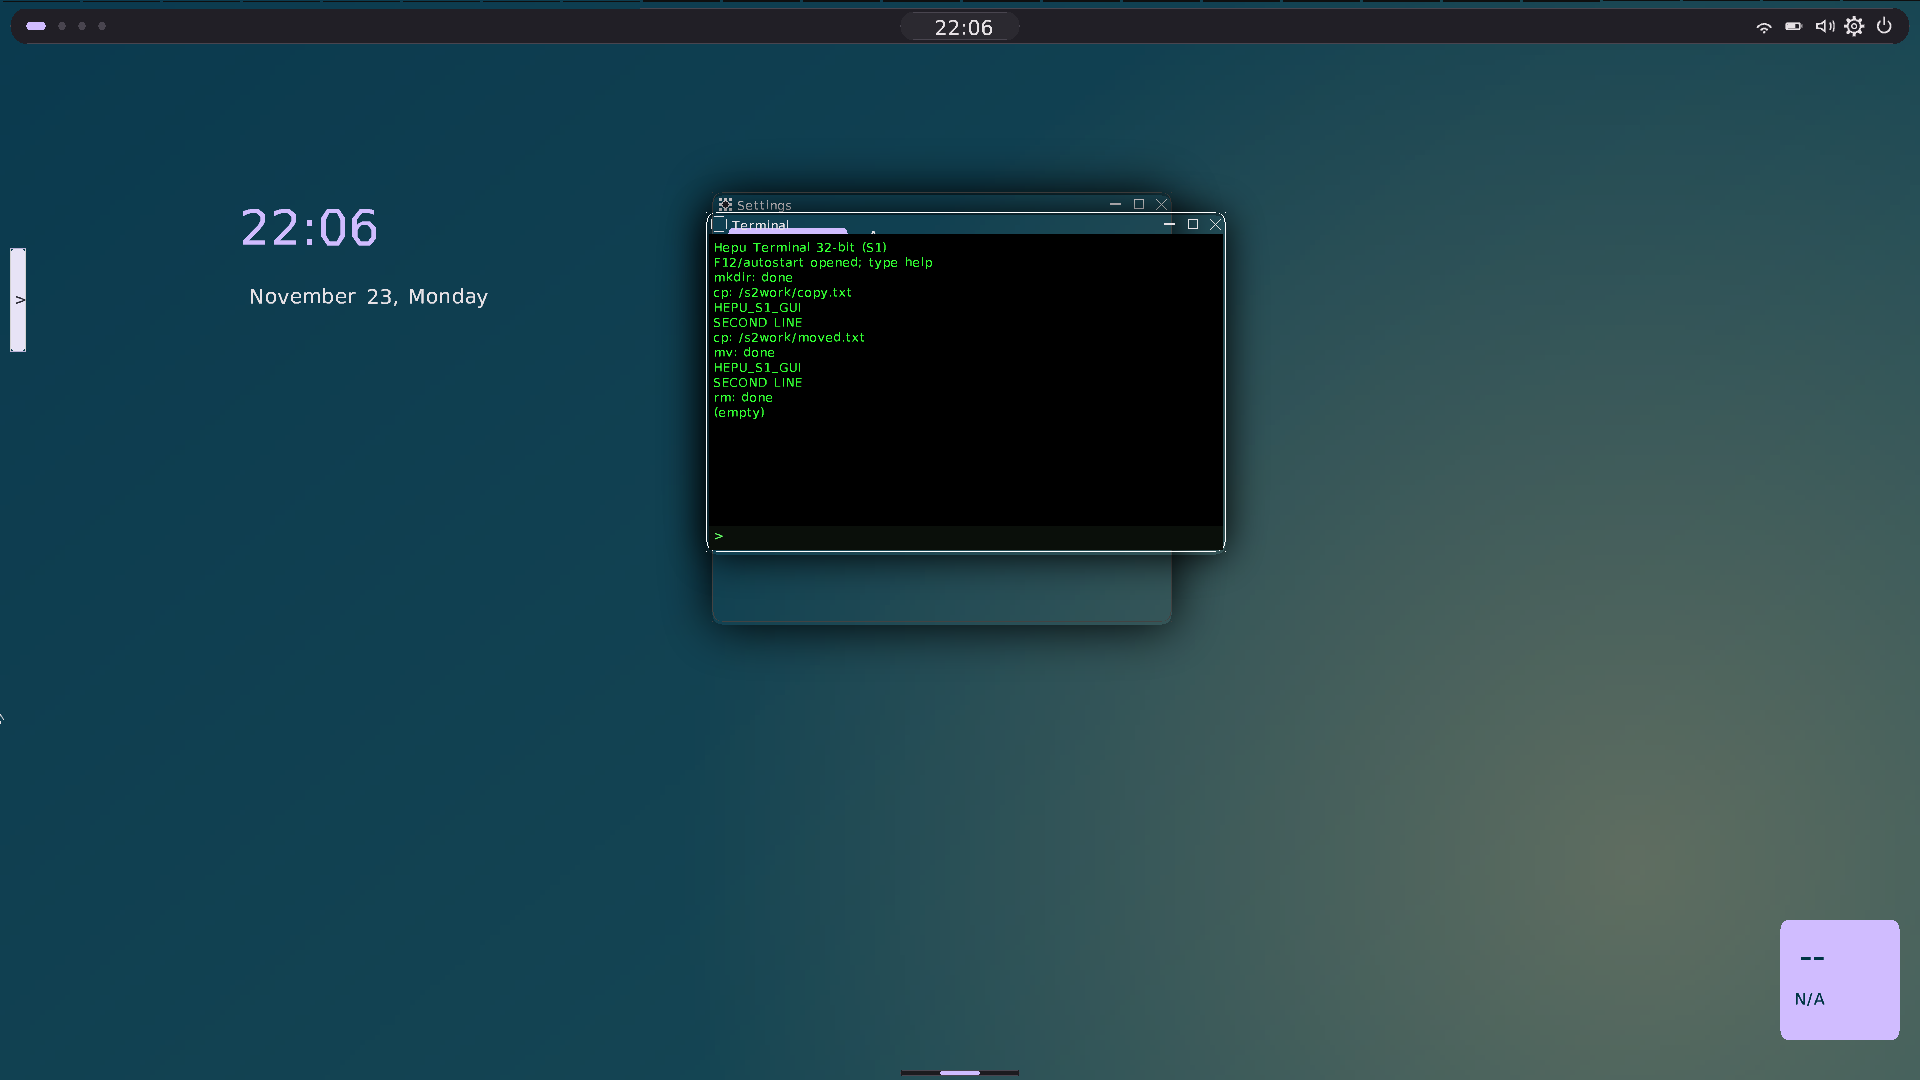 22:06
22:06
November 23, Monday
>
Settings
Terminal
Hepu Terminal 32-bit (S1)
F12/autostart opened; type help
mkdir: done
cp: /s2work/copy.txt
HEPU_S1_GUI
SECOND LINE
cp: /s2work/moved.txt
mv: done
HEPU_S1_GUI
SECOND LINE
rm: done
(empty)
>
--
N/A